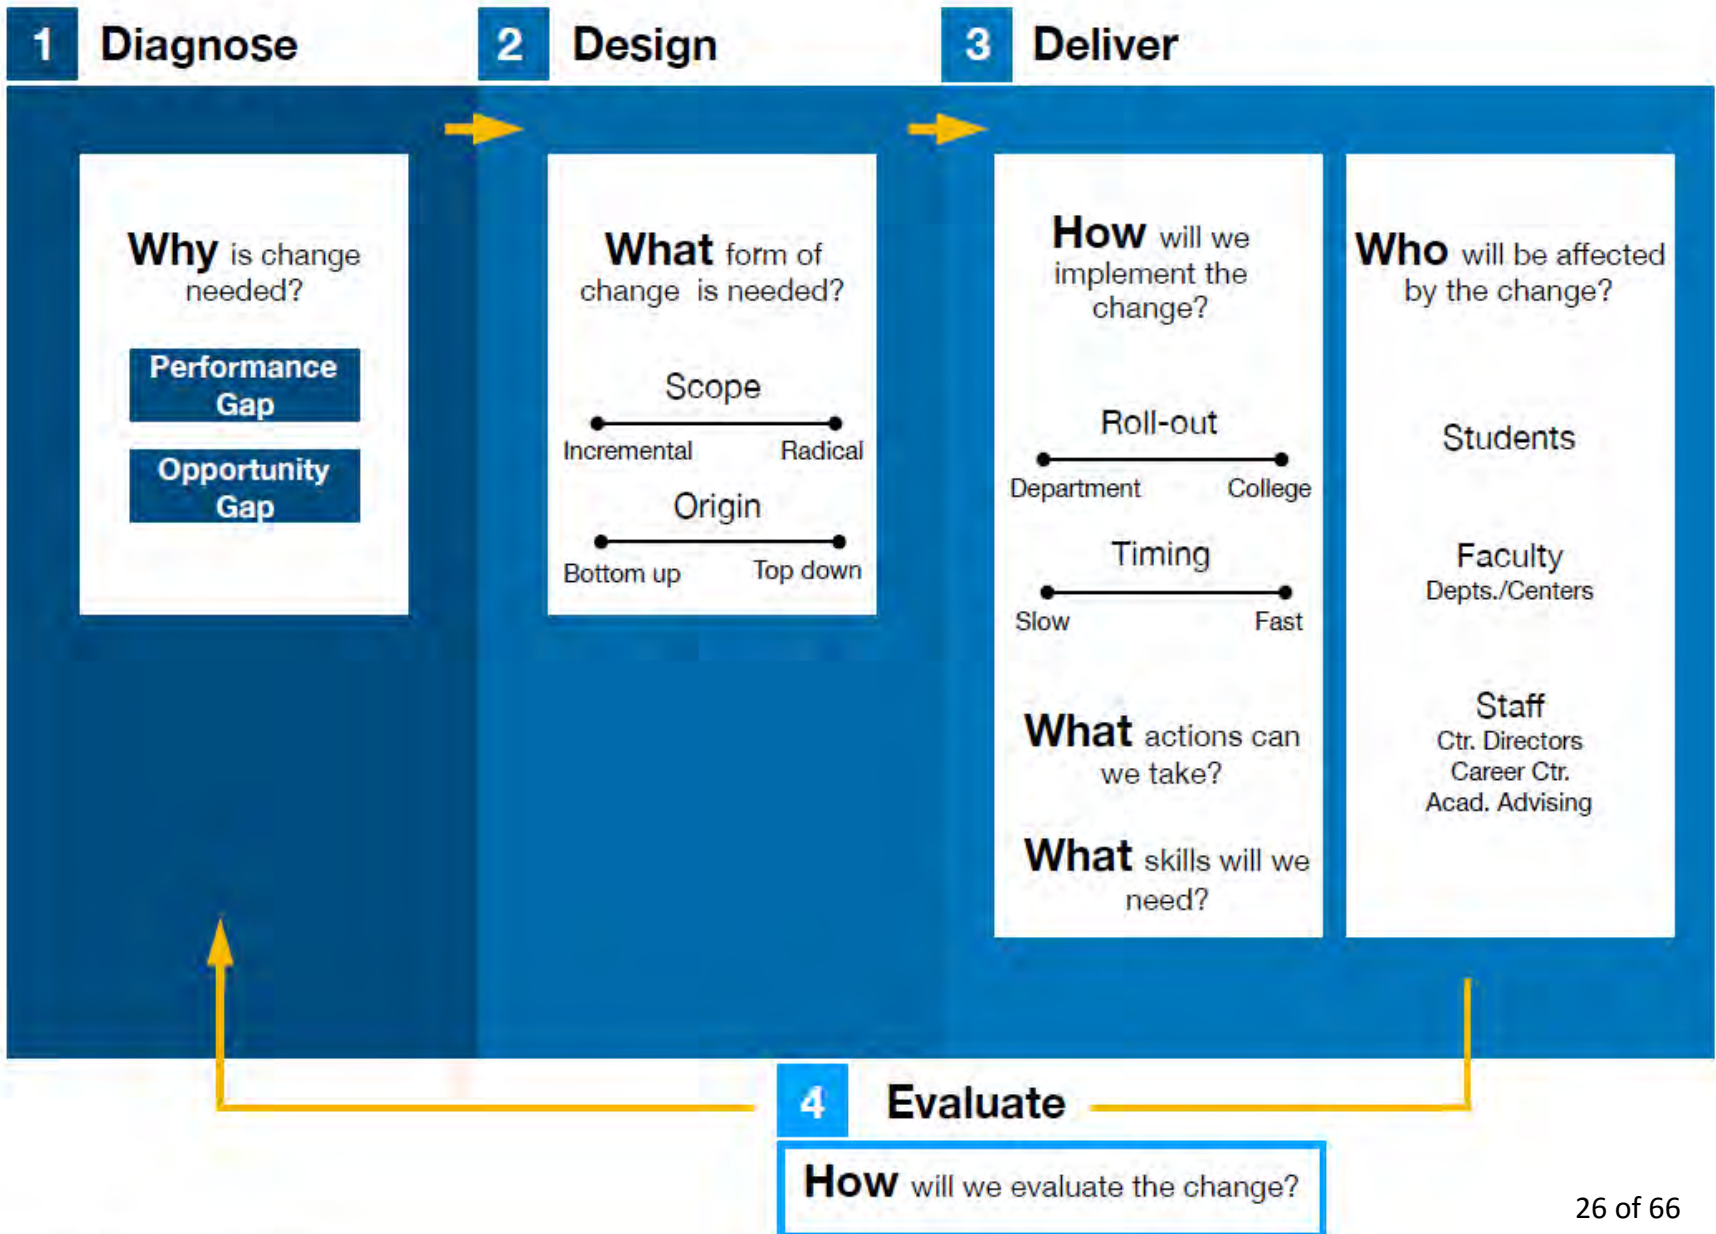 1 Diagnose
2 Design
3 Deliver
Why is change
needed?
Performance
Gap
Opportunity
Gap
What form of
change is needed?
Scope
Incremental Radical
Origin
Bottom up Top down
How will we
implement the
change?
Roll-out
Department College
Timing
Slow Fast
What actions can
we take?
What skills will we
need?
Who will be affected
by the change?
Students
Faculty
Depts./Centers
Staff
Ctr. Directors
Career Ctr.
Acad. Advising
4 Evaluate
How will we evaluate the change?
26 of 66